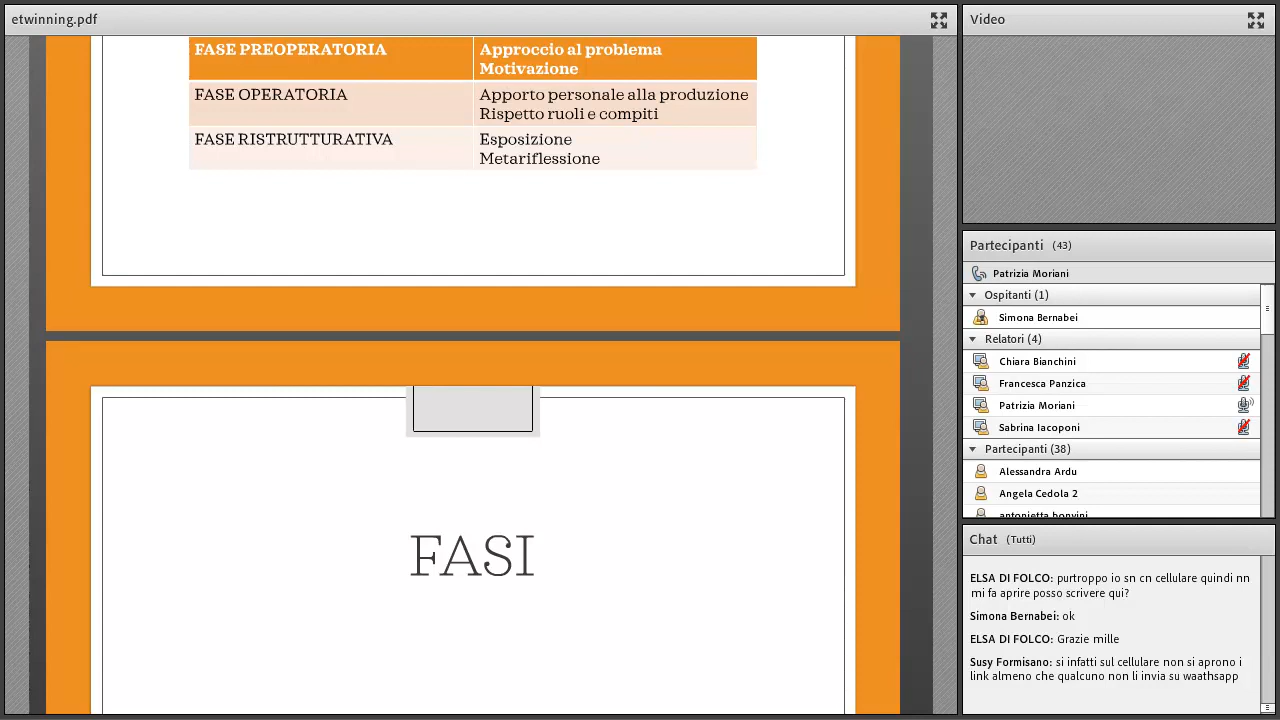 etwinning.pdf
FASE PREOPERATORIA
Approccio al problema
Motivazione
FASE OPERATORIA
Apporto personale alla produzione
Rispetto ruoli e compiti
FASE RISTRUTTURATIVA
Esposizione
Metariflessione
FASI
Video
Partecipanti (43)
Patrizia Moriani
Ospitanti (1)
Simona Bernabei
Relatori (4)
Chiara Bianchini
Francesca Panzica
Patrizia Moriani
Sabrina Iacoponi
Partecipanti (38)
Alessandra Ardu
Angela Cedola 2
antonietta bonvini
Chat (Tutti)
ELSA DI FOLCO: purtroppo io sn cn cellulare quindi nn
mi fa aprire posso scrivere qui?
Simona Bernabei: ok
ELSA DI FOLCO: Grazie mille
Susy Formisano: si infatti sul cellulare non si aprono i
link almeno che qualcuno non li invia su waathsapp